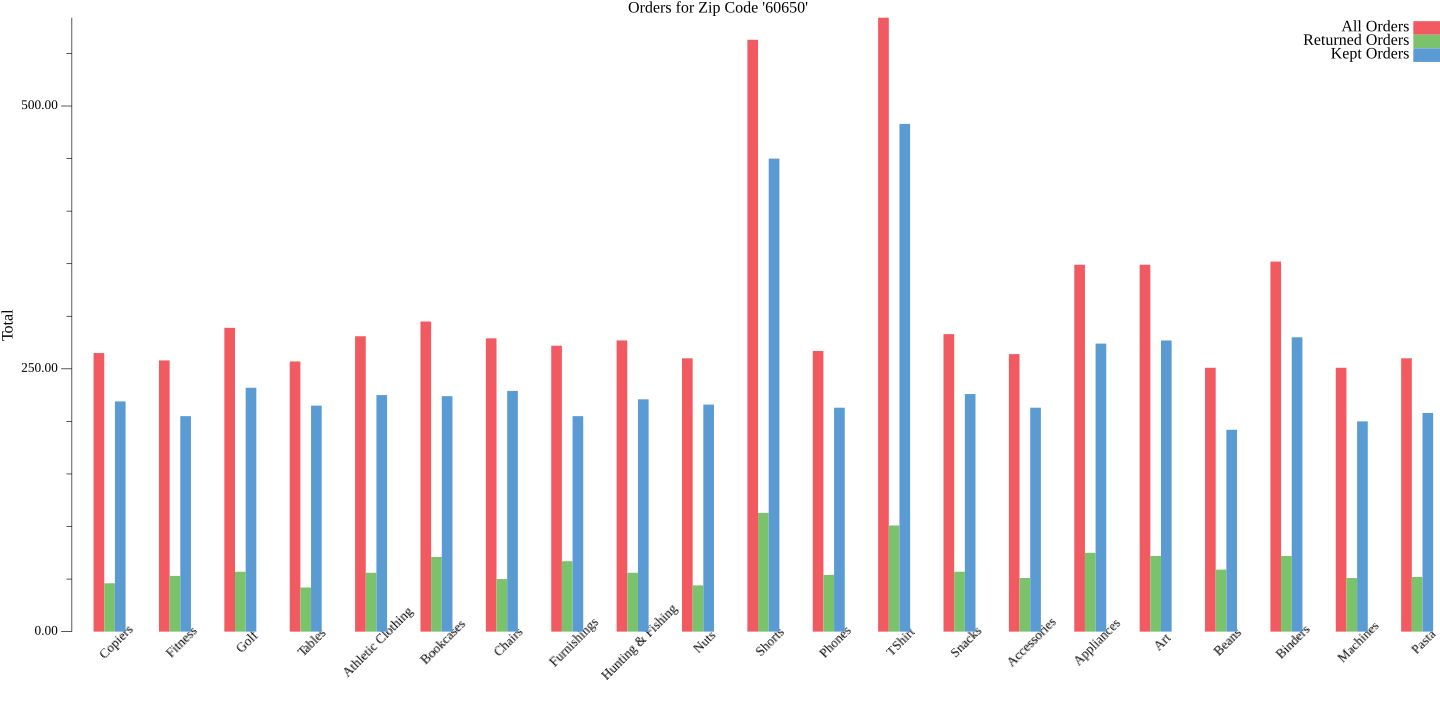 Orders for Zip Code '60650'
All Orders
Returned Orders
Kept Orders
Total
500.00
250.00
0.00
Copiers
Fitness
Golf
Tables
Athletic Clothing
Bookcases
Chairs
Furnishings
Hunting & Fishing
Nuts
Shorts
Phones
TShirt
Snacks
Accessories
Appliances
Art
Beans
Binders
Machines
Pasta